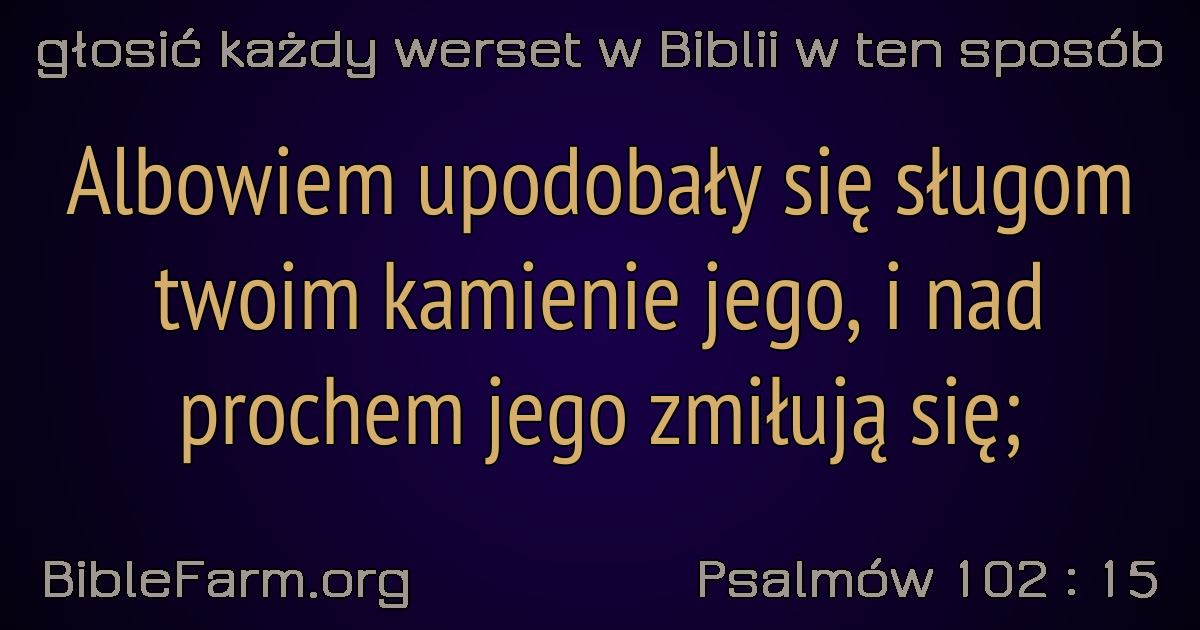 głosić każdy werset w Biblii w ten sposób
Albowiem upodobały się sługom
twoim kamienie jego, i nad
prochem jego zmiłują się;
BibleFarm.org
Psalmów 102 : 15